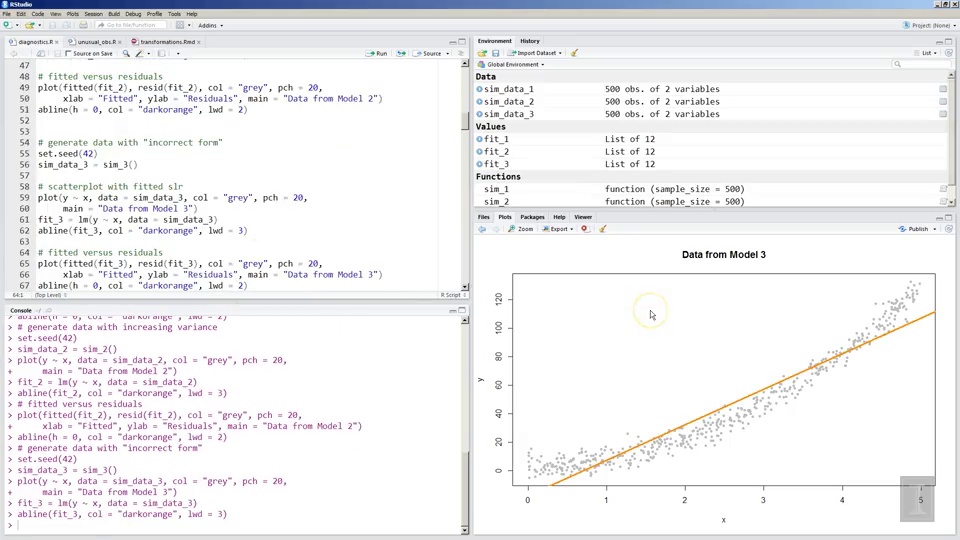 RStudio
File Edit Code View Plots Session Build Debug Profile Tools Help
Go to file/function Addins Project: (None)
diagnostics.R unusual_obs.R transformations.Rmd
Source on Save Run Source
47
48 # fitted versus residuals
49 plot(fitted(fit_2), resid(fit_2), col = "grey", pch = 20,
50 xlab = "Fitted", ylab = "Residuals", main = "Data from Model 2")
51 abline(h = 0, col = "darkorange", lwd = 2)
52
53
54 # generate data with "incorrect form"
55 set.seed(42)
56 sim_data_3 = sim_3()
57
58 # scatterplot with fitted slr
59 plot(y ~ x, data = sim_data_3, col = "grey", pch = 20,
60 main = "Data from Model 3")
61 fit_3 = lm(y ~ x, data = sim_data_3)
62 abline(fit_3, col = "darkorange", lwd = 3)
63
64 # fitted versus residuals
65 plot(fitted(fit_3), resid(fit_3), col = "grey", pch = 20,
66 xlab = "Fitted", ylab = "Residuals", main = "Data from Model 3")
67 abline(h = 0, col = "darkorange", lwd = 2)
64:1 (Top Level) R Script
Console ~/
> abline(h = 0, col = "darkorange", lwd = 2)
> # generate data with increasing variance
> set.seed(42)
> sim_data_2 = sim_2()
> plot(y ~ x, data = sim_data_2, col = "grey", pch = 20,
+ main = "Data from Model 2")
> fit_2 = lm(y ~ x, data = sim_data_2)
> abline(fit_2, col = "darkorange", lwd = 3)
> # fitted versus residuals
> plot(fitted(fit_2), resid(fit_2), col = "grey", pch = 20,
+ xlab = "Fitted", ylab = "Residuals", main = "Data from Model 2")
> abline(h = 0, col = "darkorange", lwd = 2)
> # generate data with "incorrect form"
> set.seed(42)
> sim_data_3 = sim_3()
> plot(y ~ x, data = sim_data_3, col = "grey", pch = 20,
+ main = "Data from Model 3")
> fit_3 = lm(y ~ x, data = sim_data_3)
> abline(fit_3, col = "darkorange", lwd = 3)
>
Environment History
Import Dataset List
Global Environment
Data
sim_data_1 500 obs. of 2 variables
sim_data_2 500 obs. of 2 variables
sim_data_3 500 obs. of 2 variables
Values
fit_1 List of 12
fit_2 List of 12
fit_3 List of 12
Functions
sim_1 function (sample_size = 500)
sim_2 function (sample_size = 500)
Files Plots Packages Help Viewer
Zoom Export Publish
Data from Model 3
120
100
80
60
40
20
0
y
0 1 2 3 4 5
x
I